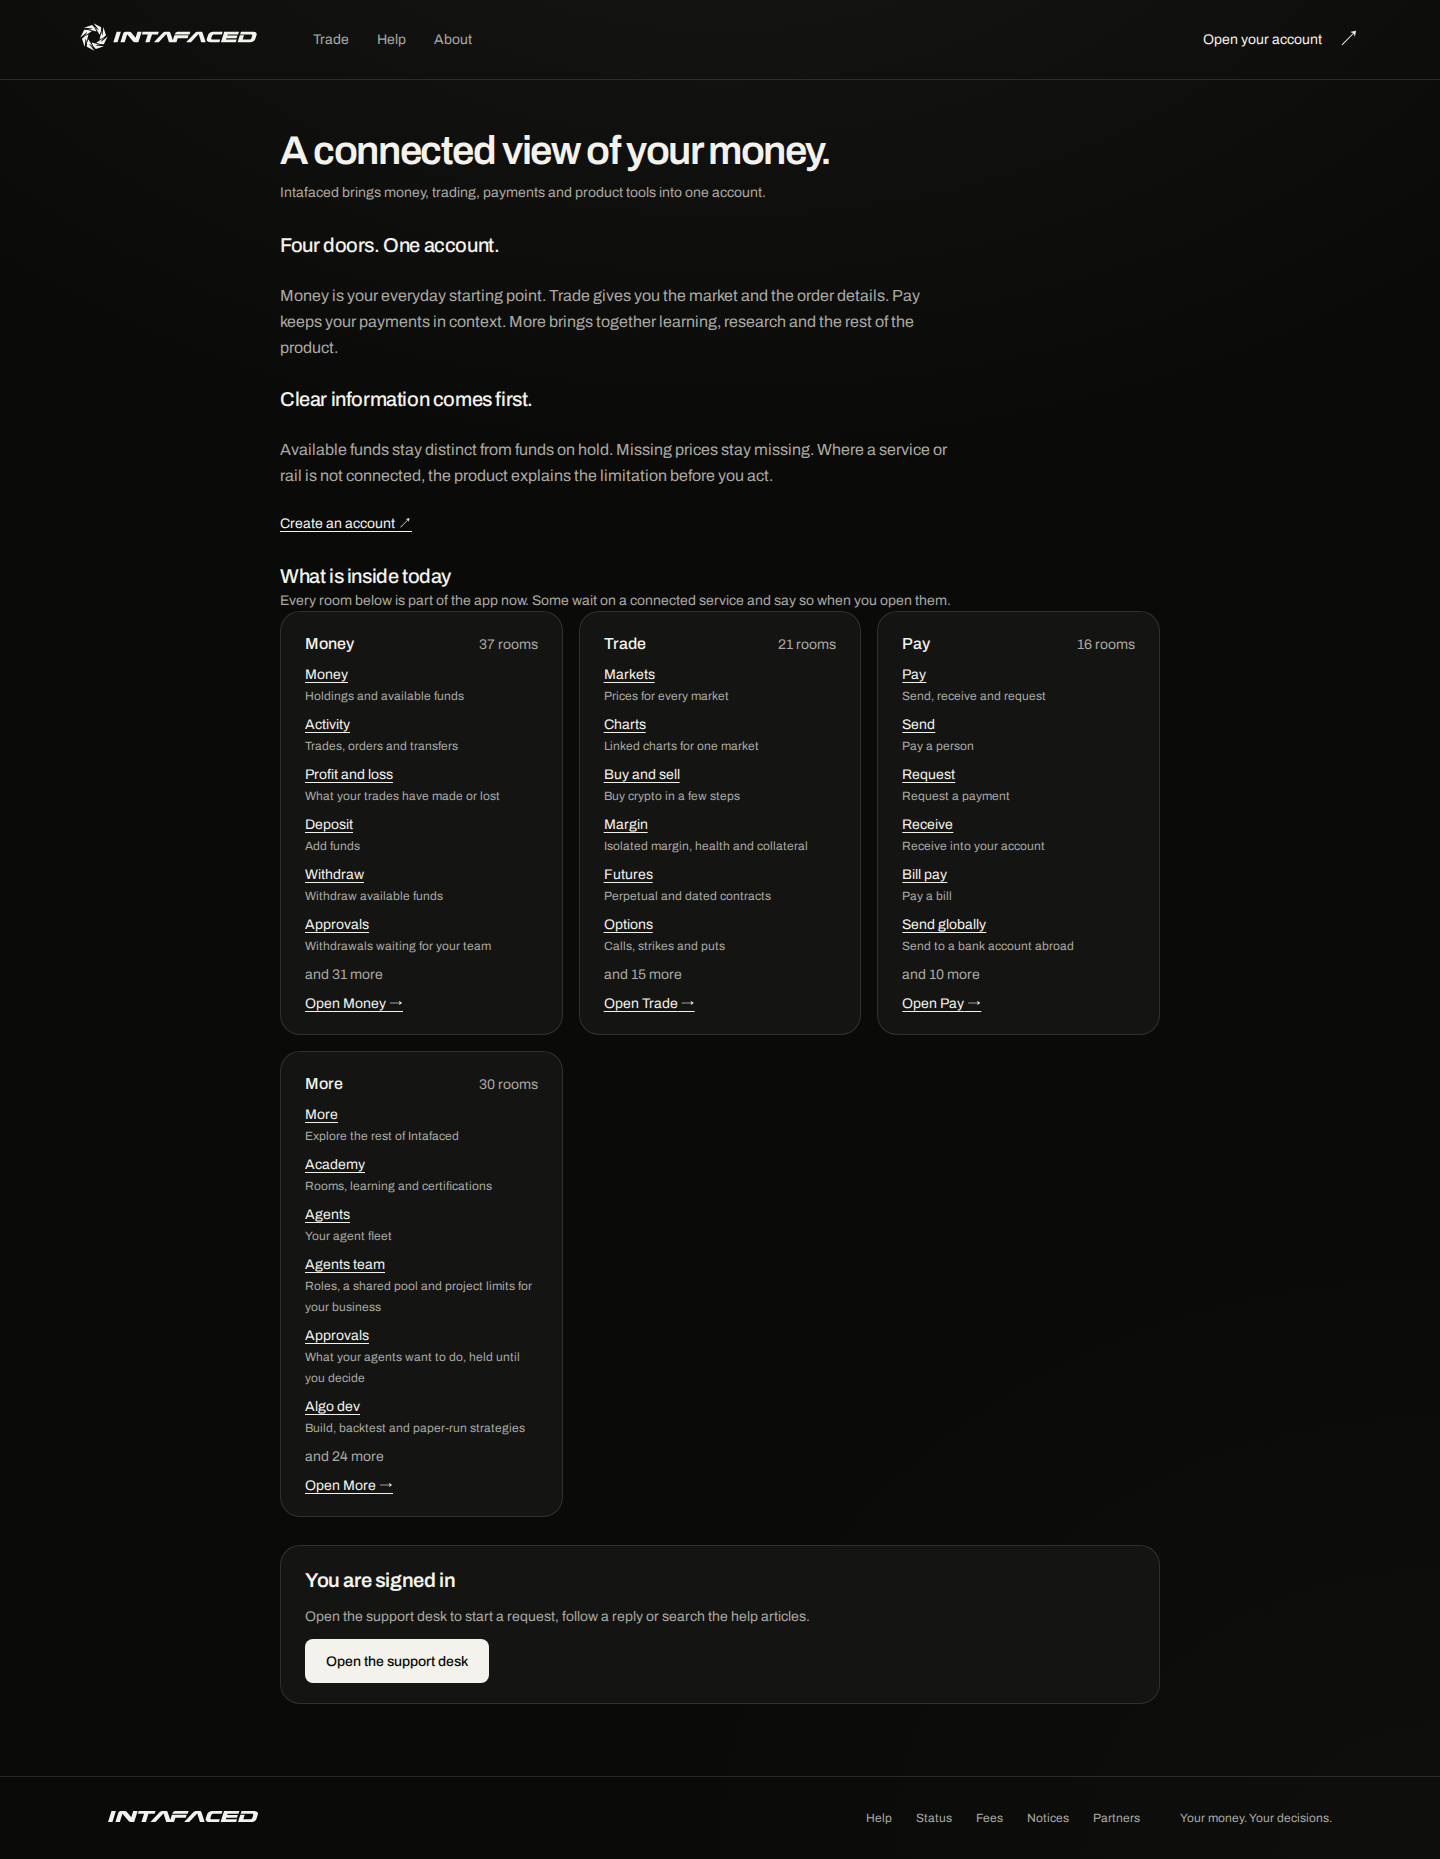 INTAFACED
Trade
Help
About
Open your account ↗
A connected view of your money.
Intafaced brings money, trading, payments and product tools into one account.
Four doors. One account.
Money is your everyday starting point. Trade gives you the market and the order details. Pay
keeps your payments in context. More brings together learning, research and the rest of the
product.
Clear information comes first.
Available funds stay distinct from funds on hold. Missing prices stay missing. Where a service or
rail is not connected, the product explains the limitation before you act.
Create an account ↗
What is inside today
Every room below is part of the app now. Some wait on a connected service and say so when you open them.
Money
37 rooms
Money
Holdings and available funds
Activity
Trades, orders and transfers
Profit and loss
What your trades have made or lost
Deposit
Add funds
Withdraw
Withdraw available funds
Approvals
Withdrawals waiting for your team
and 31 more
Open Money →
Trade
21 rooms
Markets
Prices for every market
Charts
Linked charts for one market
Buy and sell
Buy crypto in a few steps
Margin
Isolated margin, health and collateral
Futures
Perpetual and dated contracts
Options
Calls, strikes and puts
and 15 more
Open Trade →
Pay
16 rooms
Pay
Send, receive and request
Send
Pay a person
Request
Request a payment
Receive
Receive into your account
Bill pay
Pay a bill
Send globally
Send to a bank account abroad
and 10 more
Open Pay →
More
30 rooms
More
Explore the rest of Intafaced
Academy
Rooms, learning and certifications
Agents
Your agent fleet
Agents team
Roles, a shared pool and project limits for
your business
Approvals
What your agents want to do, held until
you decide
Algo dev
Build, backtest and paper-run strategies
and 24 more
Open More →
You are signed in
Open the support desk to start a request, follow a reply or search the help articles.
Open the support desk
INTAFACED
Help
Status
Fees
Notices
Partners
Your money. Your decisions.